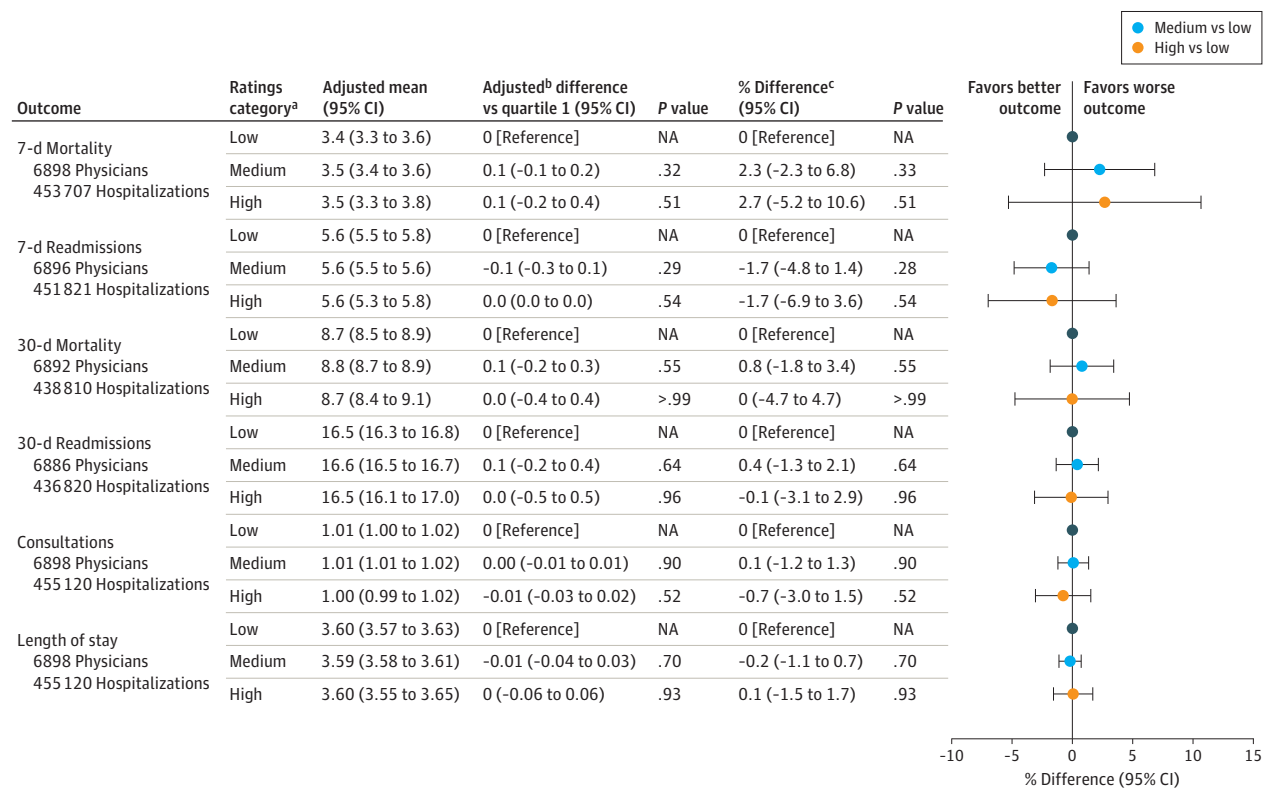 Medium vs low
High vs low
Outcome Ratings categoryᵃ Adjusted mean (95% CI) Adjustedᵇ difference vs quartile 1 (95% CI) P value % Differenceᶜ (95% CI) P value Favors better outcome Favors worse outcome
7-d Mortality
6898 Physicians
453 707 Hospitalizations
Low 3.4 (3.3 to 3.6) 0 [Reference] NA 0 [Reference] NA
Medium 3.5 (3.4 to 3.6) 0.1 (-0.1 to 0.2) .32 2.3 (-2.3 to 6.8) .33
High 3.5 (3.3 to 3.8) 0.1 (-0.2 to 0.4) .51 2.7 (-5.2 to 10.6) .51
7-d Readmissions
6896 Physicians
451 821 Hospitalizations
Low 5.6 (5.5 to 5.8) 0 [Reference] NA 0 [Reference] NA
Medium 5.6 (5.5 to 5.6) -0.1 (-0.3 to 0.1) .29 -1.7 (-4.8 to 1.4) .28
High 5.6 (5.3 to 5.8) 0.0 (0.0 to 0.0) .54 -1.7 (-6.9 to 3.6) .54
30-d Mortality
6892 Physicians
438 810 Hospitalizations
Low 8.7 (8.5 to 8.9) 0 [Reference] NA 0 [Reference] NA
Medium 8.8 (8.7 to 8.9) 0.1 (-0.2 to 0.3) .55 0.8 (-1.8 to 3.4) .55
High 8.7 (8.4 to 9.1) 0.0 (-0.4 to 0.4) >.99 0 (-4.7 to 4.7) >.99
30-d Readmissions
6886 Physicians
436 820 Hospitalizations
Low 16.5 (16.3 to 16.8) 0 [Reference] NA 0 [Reference] NA
Medium 16.6 (16.5 to 16.7) 0.1 (-0.2 to 0.4) .64 0.4 (-1.3 to 2.1) .64
High 16.5 (16.1 to 17.0) 0.0 (-0.5 to 0.5) .96 -0.1 (-3.1 to 2.9) .96
Consultations
6898 Physicians
455 120 Hospitalizations
Low 1.01 (1.00 to 1.02) 0 [Reference] NA 0 [Reference] NA
Medium 1.01 (1.01 to 1.02) 0.00 (-0.01 to 0.01) .90 0.1 (-1.2 to 1.3) .90
High 1.00 (0.99 to 1.02) -0.01 (-0.03 to 0.02) .52 -0.7 (-3.0 to 1.5) .52
Length of stay
6898 Physicians
455 120 Hospitalizations
Low 3.60 (3.57 to 3.63) 0 [Reference] NA 0 [Reference] NA
Medium 3.59 (3.58 to 3.61) -0.01 (-0.04 to 0.03) .70 -0.2 (-1.1 to 0.7) .70
High 3.60 (3.55 to 3.65) 0 (-0.06 to 0.06) .93 0.1 (-1.5 to 1.7) .93
-10 -5 0 5 10 15
% Difference (95% CI)